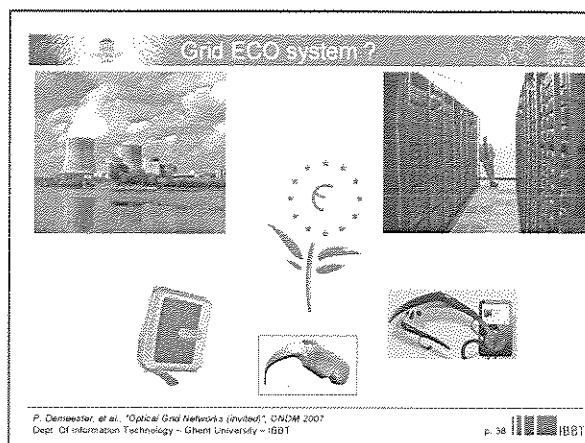 Grid ECO system ?
P. Demeester, et al., "Optical Grid Networks (invited)", ONDM 2007
Dept. Of Information Technology – Ghent University – IBBT
p. 38
IBBT